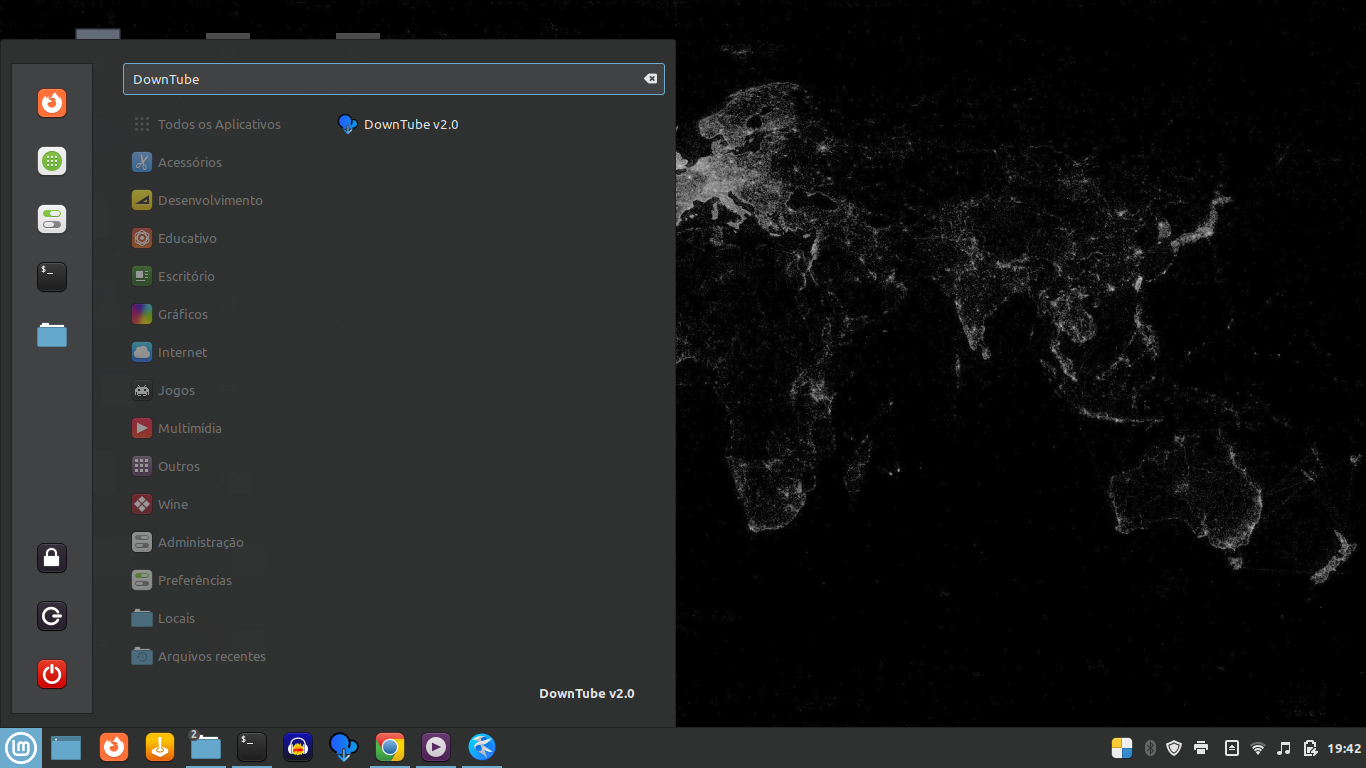 DownTube
Todos os Aplicativos
DownTube v2.0
Acessórios
Desenvolvimento
Educativo
Escritório
Gráficos
Internet
Jogos
Multimídia
Outros
Wine
Administração
Preferências
Locais
Arquivos recentes
DownTube v2.0
$_
2
$_
19:42